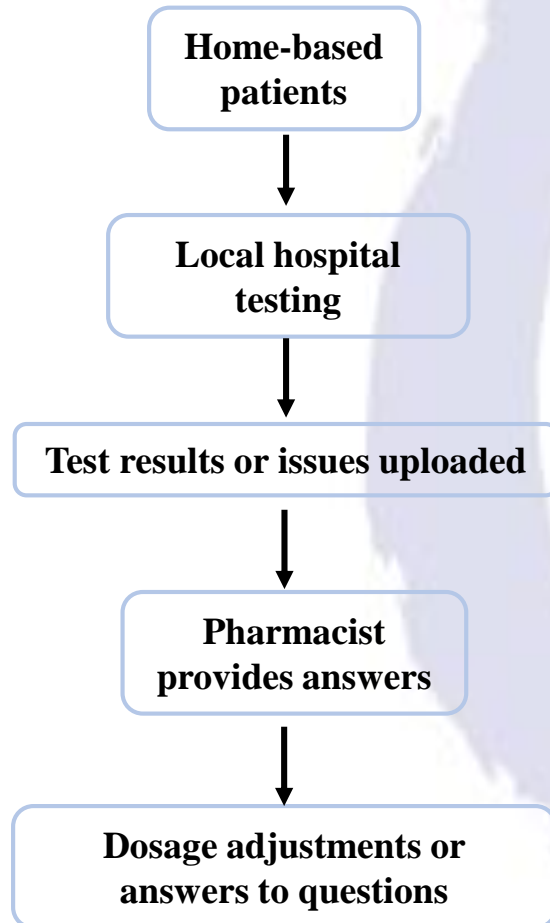 Home-based
patients
Local hospital
testing
Test results or issues uploaded
Pharmacist
provides answers
Dosage adjustments or
answers to questions